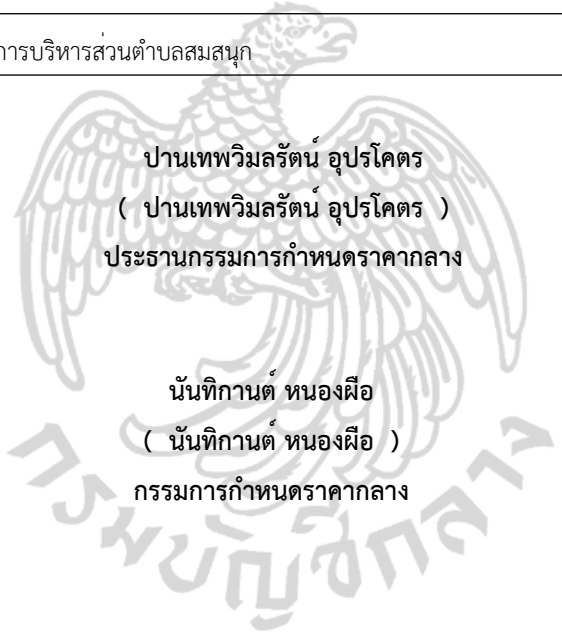 การบริหารส่วนตำบลสมสนุก
ปานเทพวิมลรัตน์ อุปรโคตร
( ปานเทพวิมลรัตน์ อุปรโคตร )
ประธานกรรมการกำหนดราคากลาง
นันทิกานต์ หนองผือ
( นันทิกานต์ หนองผือ )
กรรมการกำหนดราคากลาง
กรมบัญชีกลาง